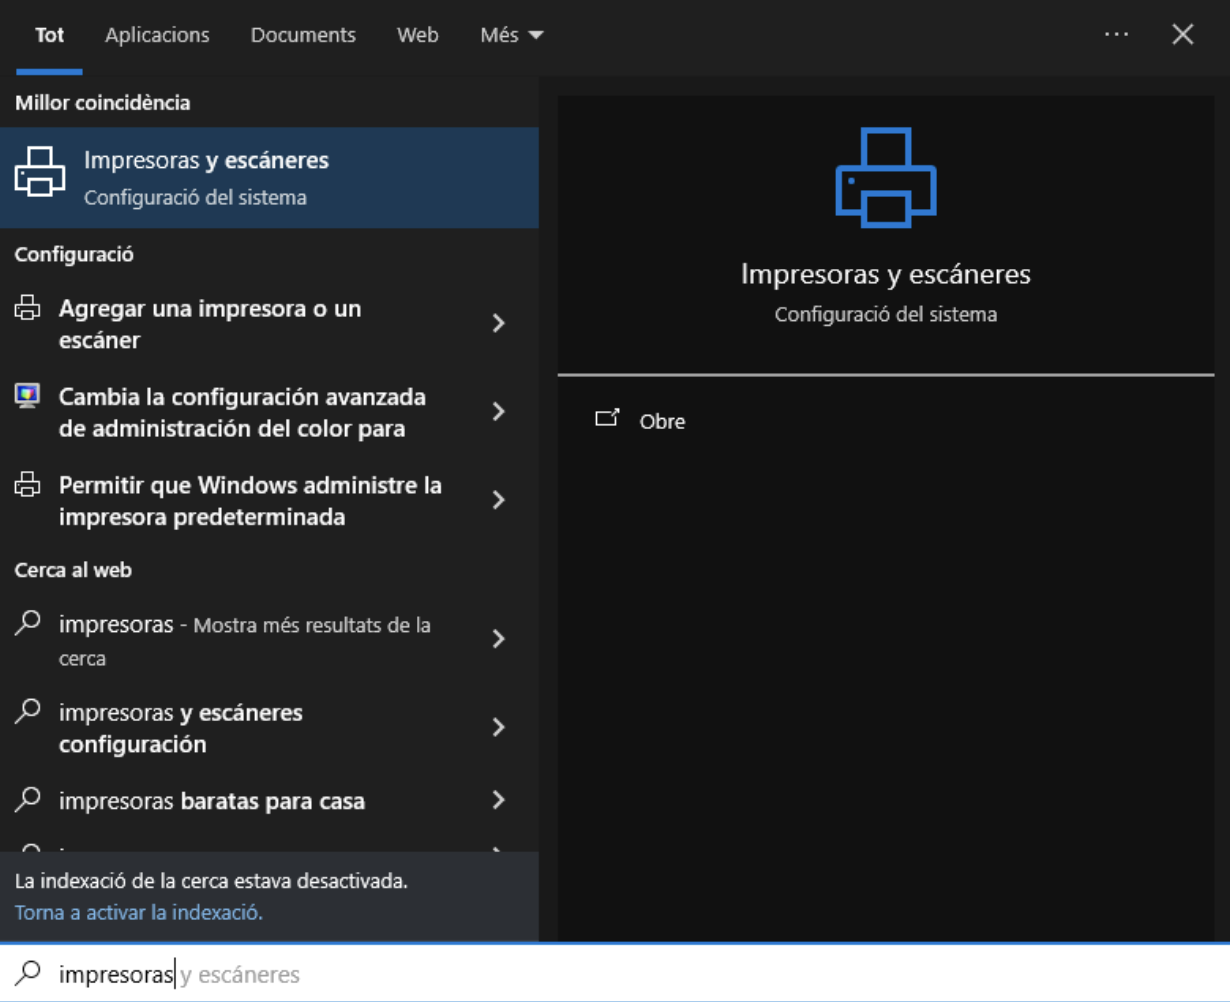 Tot Aplicacions Documents Web Més
Millor coincidència
Impresoras y escáneres
Configuració del sistema
Configuració
Agregar una impresora o un
escáner
Cambia la configuración avanzada
de administración del color para
Permitir que Windows administre la
impresora predeterminada
Cerca al web
impresoras - Mostra més resultats de la
cerca
impresoras y escáneres
configuración
impresoras baratas para casa
La indexació de la cerca estava desactivada.
Torna a activar la indexació.
Impresoras y escáneres
Configuració del sistema
Obre
impresoras y escáneres